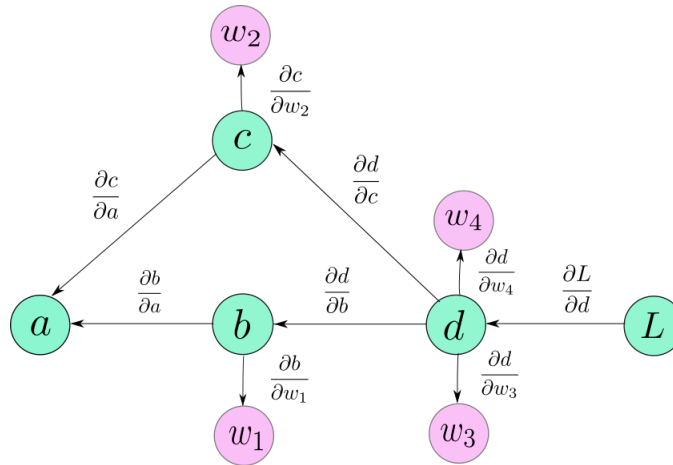 w₂
∂c/∂w₂
c
∂c/∂a
∂d/∂c
w₄
∂b/∂a
∂d/∂b
∂d/∂w₄
∂L/∂d
a
b
d
L
∂b/∂w₁
∂d/∂w₃
w₁
w₃